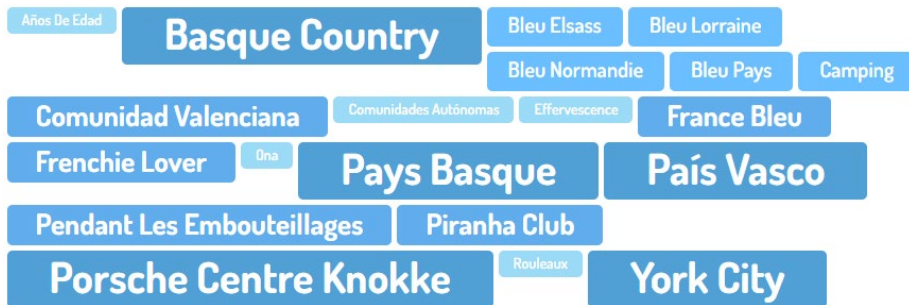 Años De Edad
Basque Country
Bleu Elsass
Bleu Lorraine
Bleu Normandie
Bleu Pays
Camping
Comunidad Valenciana
Comunidades Autónomas
Effervescence
France Bleu
Frenchie Lover
Ona
Pays Basque
País Vasco
Pendant Les Embouteillages
Piranha Club
Porsche Centre Knokke
Rouleaux
York City